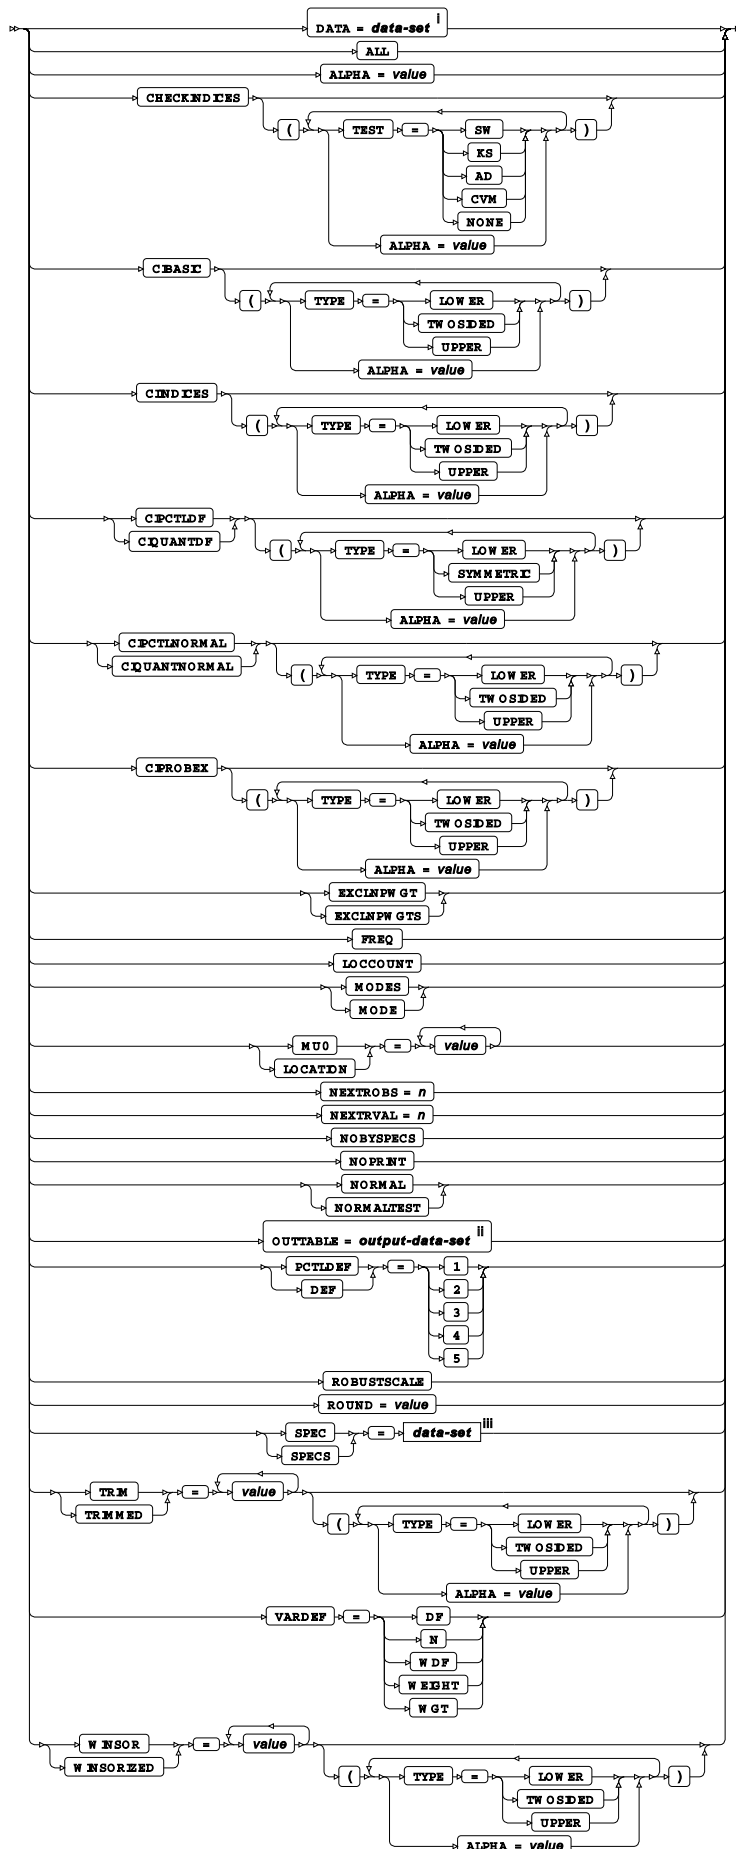 DATA = data-set i
ALL
ALPHA = value
CHECKINDICES
( TEST = SW )
KS
AD
CVM
NONE
ALPHA = value
CIBASIC
( TYPE = LOWER )
TWOSIDED
UPPER
ALPHA = value
CINDICES
( TYPE = LOWER )
TWOSIDED
UPPER
ALPHA = value
CIPCTLDF
CIQUANTDF
( TYPE = LOWER )
SYMMETRIC
UPPER
ALPHA = value
CIPCTLNORMAL
CIQUANTNORMAL
( TYPE = LOWER )
TWOSIDED
UPPER
ALPHA = value
CIPROBEX
( TYPE = LOWER )
TWOSIDED
UPPER
ALPHA = value
EXCLNPWGT
EXCLNPWGTS
FREQ
LOCCOUNT
MODES
MODE
MU0 = value
LOCATION
NEXTROBS = n
NEXTRVAL = n
NOBYSPECS
NOPRINT
NORMAL
NORMALTEST
OUTTABLE = output-data-set ii
PCTLDEF = 1
DEF 2
3
4
5
ROBUSTSCALE
ROUND = value
SPEC = data-set iii
SPECS
TRIM = value
TRIMMED
( TYPE = LOWER )
TWOSIDED
UPPER
ALPHA = value
VARDEF = DF
N
WDF
WEIGHT
WGT
WINSOR = value
WINSORIZED
( TYPE = LOWER )
TWOSIDED
UPPER
ALPHA = value